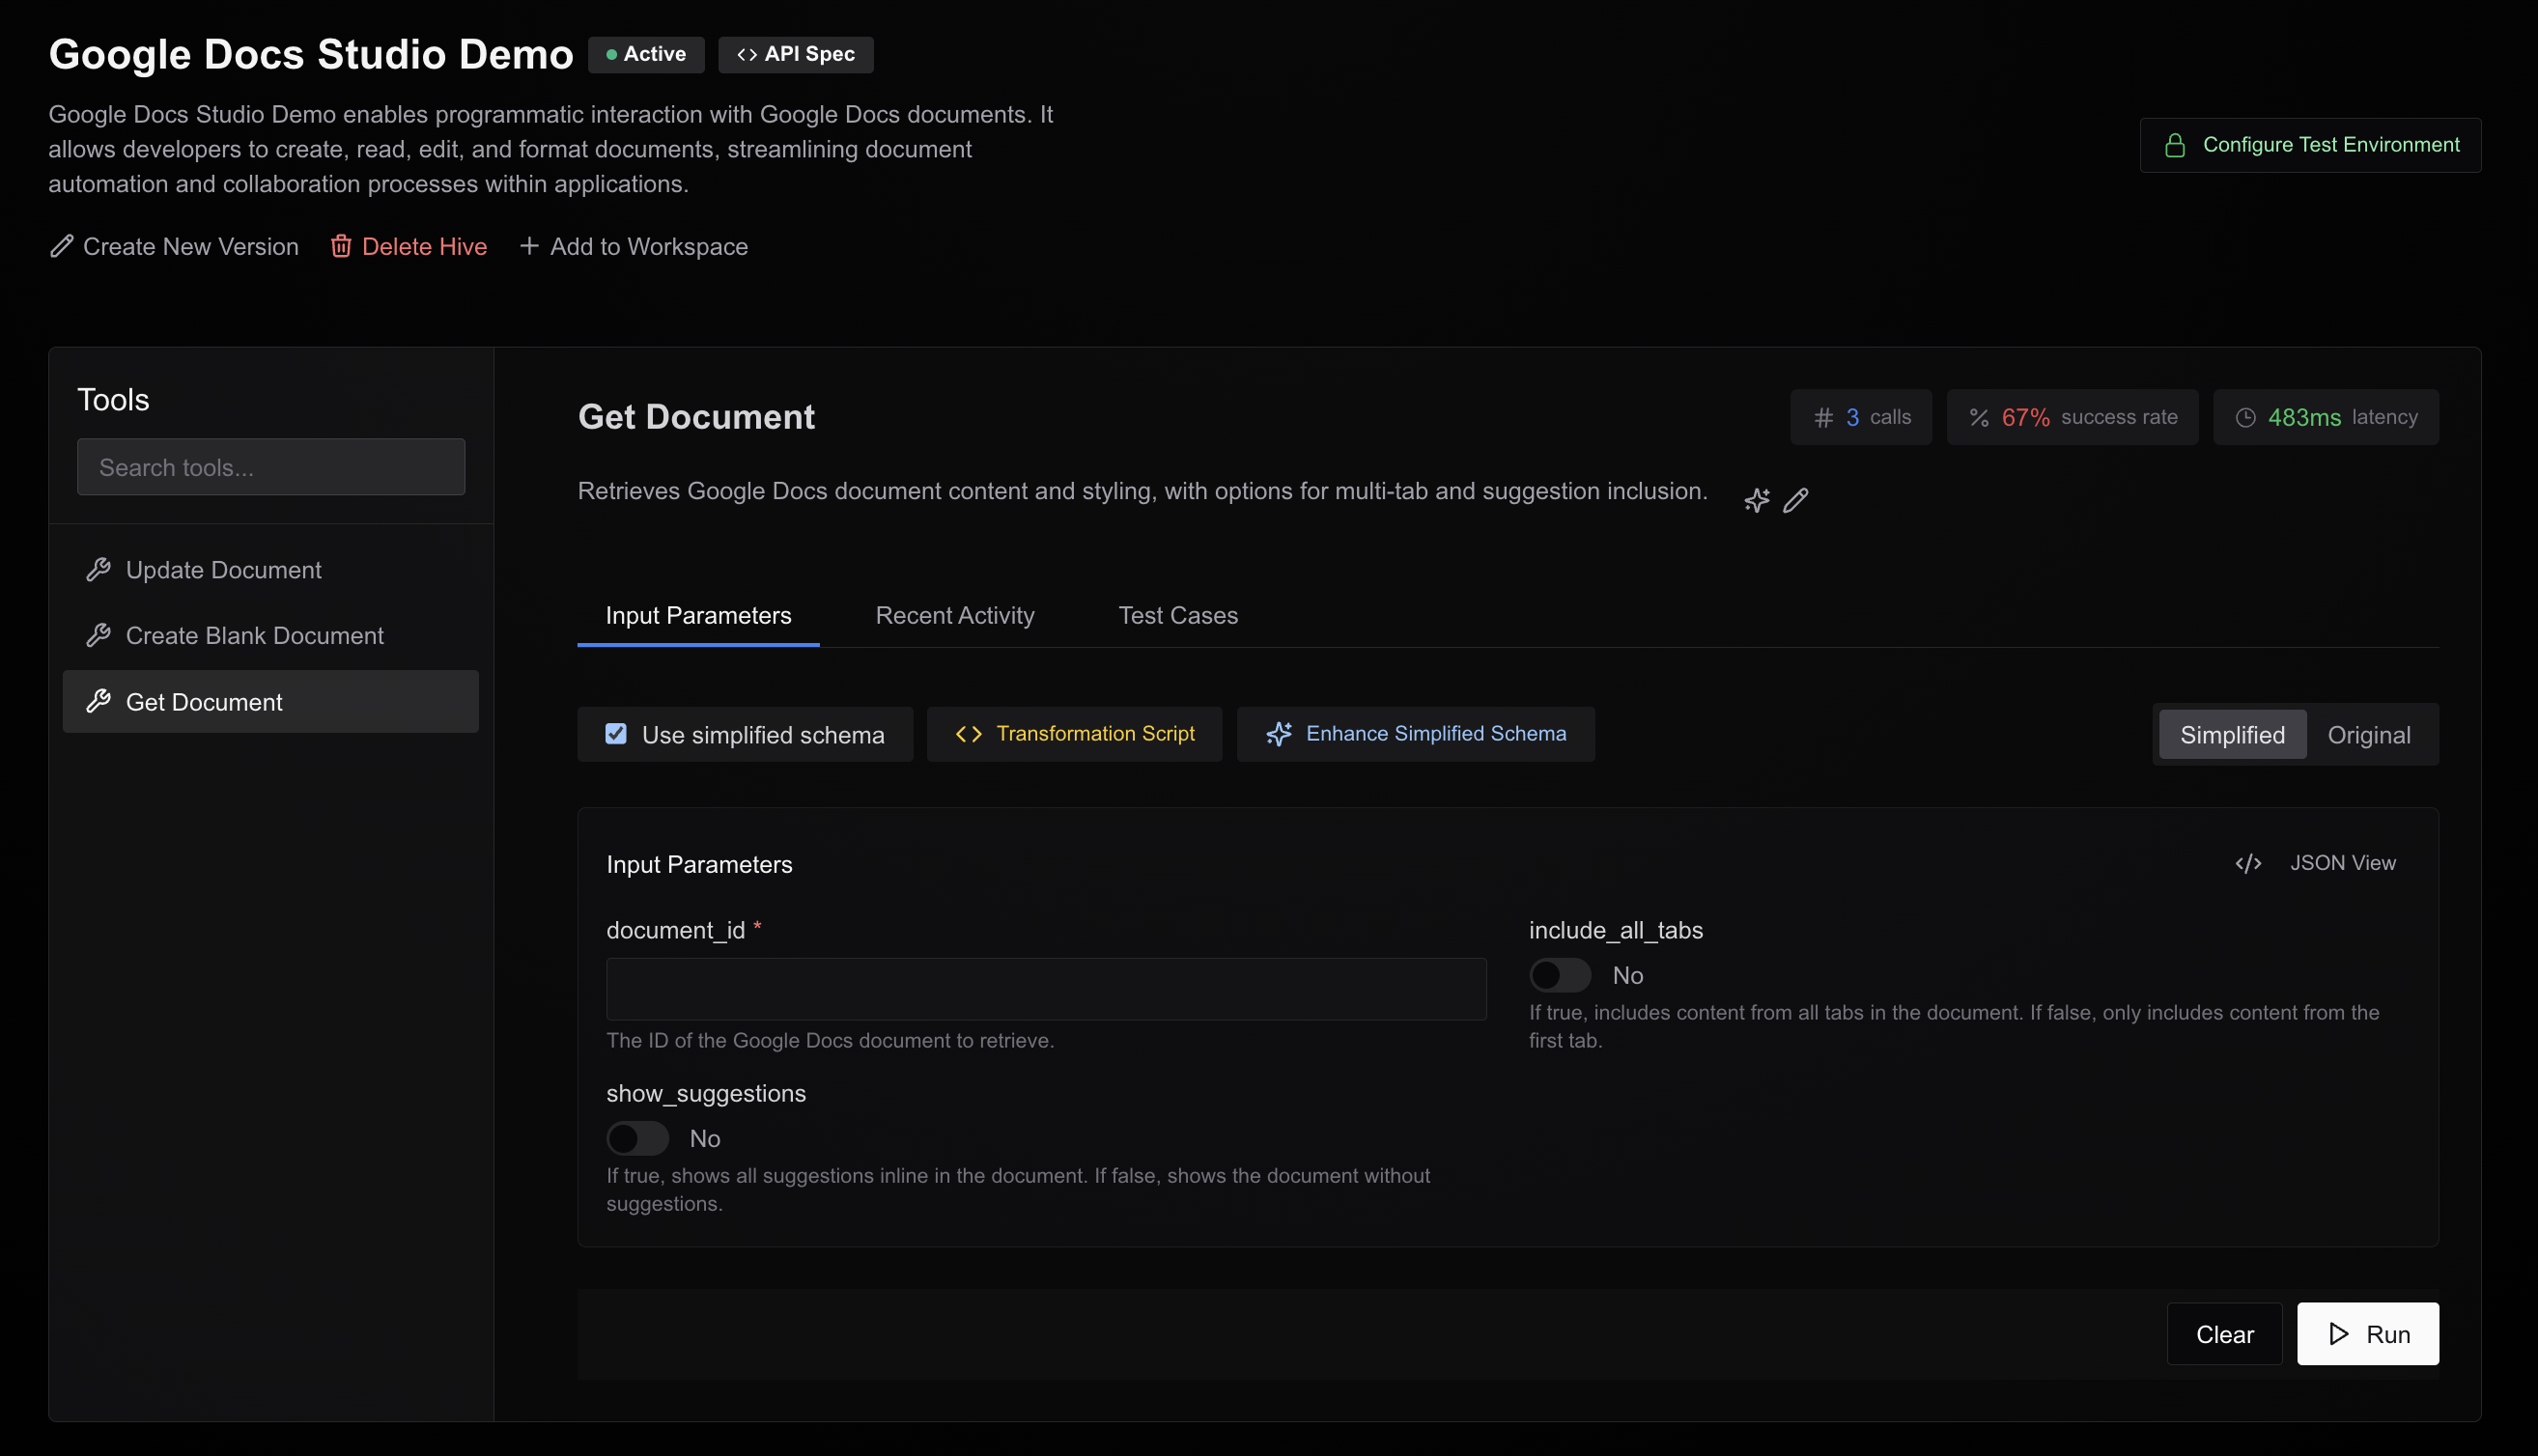 Google Docs Studio Demo
Active
API Spec
Google Docs Studio Demo enables programmatic interaction with Google Docs documents. It
allows developers to create, read, edit, and format documents, streamlining document
automation and collaboration processes within applications.
Configure Test Environment
Create New Version
Delete Hive
Add to Workspace
Tools
Search tools...
Update Document
Create Blank Document
Get Document
Get Document
# 3 calls
% 67% success rate
483ms latency
Retrieves Google Docs document content and styling, with options for multi-tab and suggestion inclusion.
Input Parameters
Recent Activity
Test Cases
Use simplified schema
Transformation Script
Enhance Simplified Schema
Simplified
Original
Input Parameters
JSON View
document_id *
The ID of the Google Docs document to retrieve.
include_all_tabs
No
If true, includes content from all tabs in the document. If false, only includes content from the
first tab.
show_suggestions
No
If true, shows all suggestions inline in the document. If false, shows the document without
suggestions.
Clear
Run